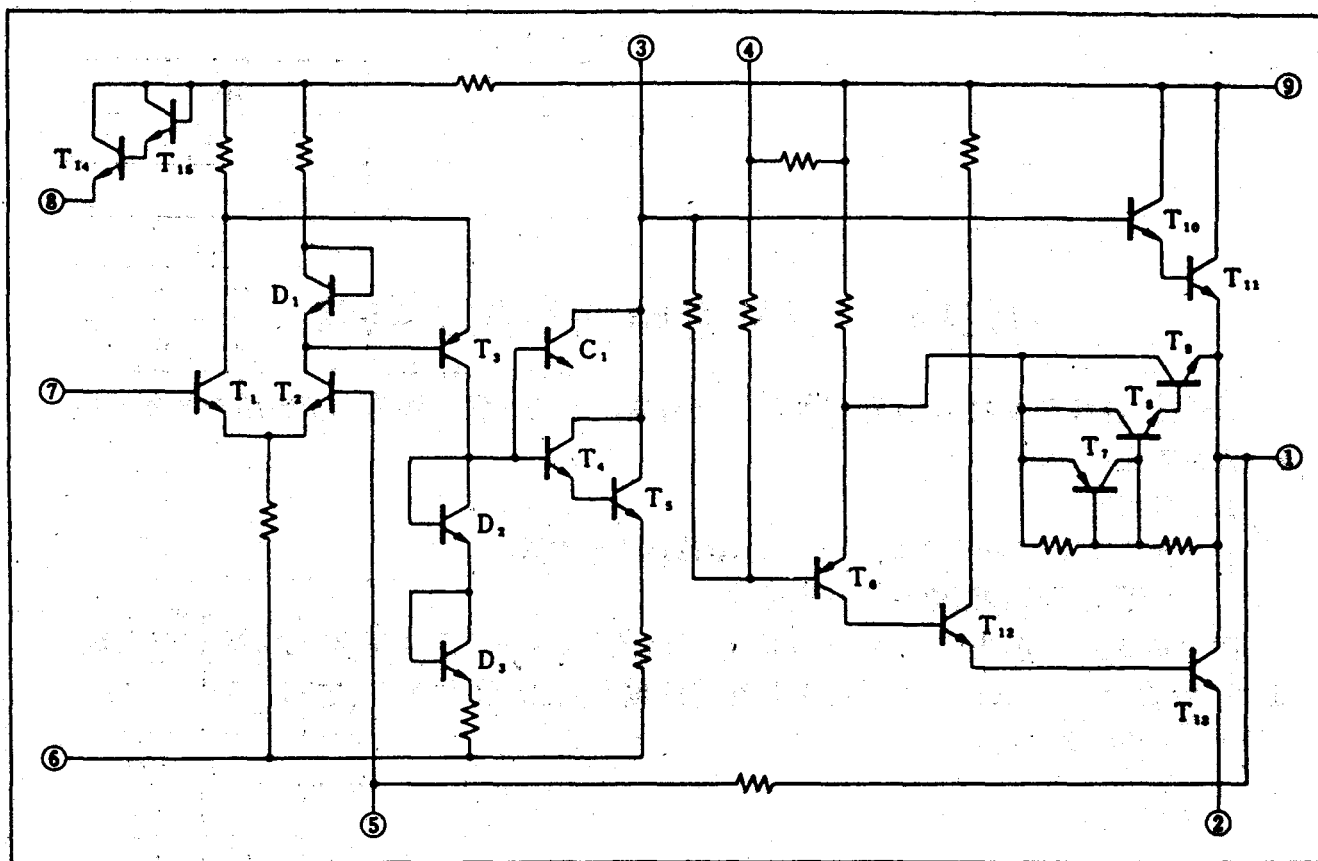 ③ ④
⑨
T₁₄ T₁₅
⑧
T₁₀
D₁ T₁₁
T₃ C₁
T₉
⑦ T₁ T₂ T₈
T₄ T₇ ①
T₅
D₂
T₆
T₁₂
D₃
T₁₃
⑥
⑤ ②